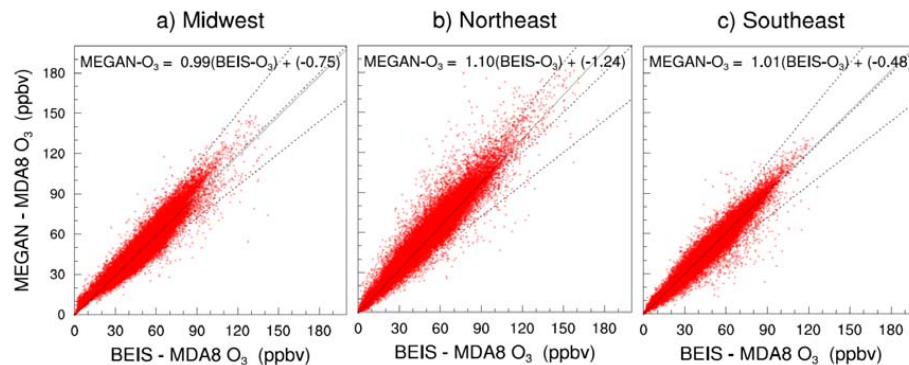 a) Midwest
b) Northeast
c) Southeast
MEGAN-O₃ = 0.99(BEIS-O₃) + (-0.75)
MEGAN-O₃ = 1.10(BEIS-O₃) + (-1.24)
MEGAN-O₃ = 1.01(BEIS-O₃) + (-0.48)
MEGAN - MDA8 O₃ (ppbv)
180
150
120
90
60
30
0
0 30 60 90 120 150 180
0 30 60 90 120 150 180
0 30 60 90 120 150 180
BEIS - MDA8 O₃ (ppbv)
BEIS - MDA8 O₃ (ppbv)
BEIS - MDA8 O₃ (ppbv)